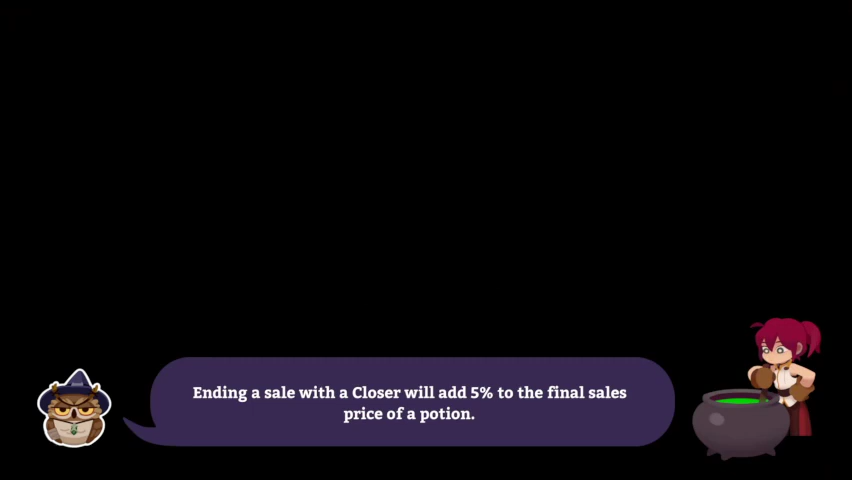 Ending a sale with a Closer will add 5% to the final sales
price of a potion.